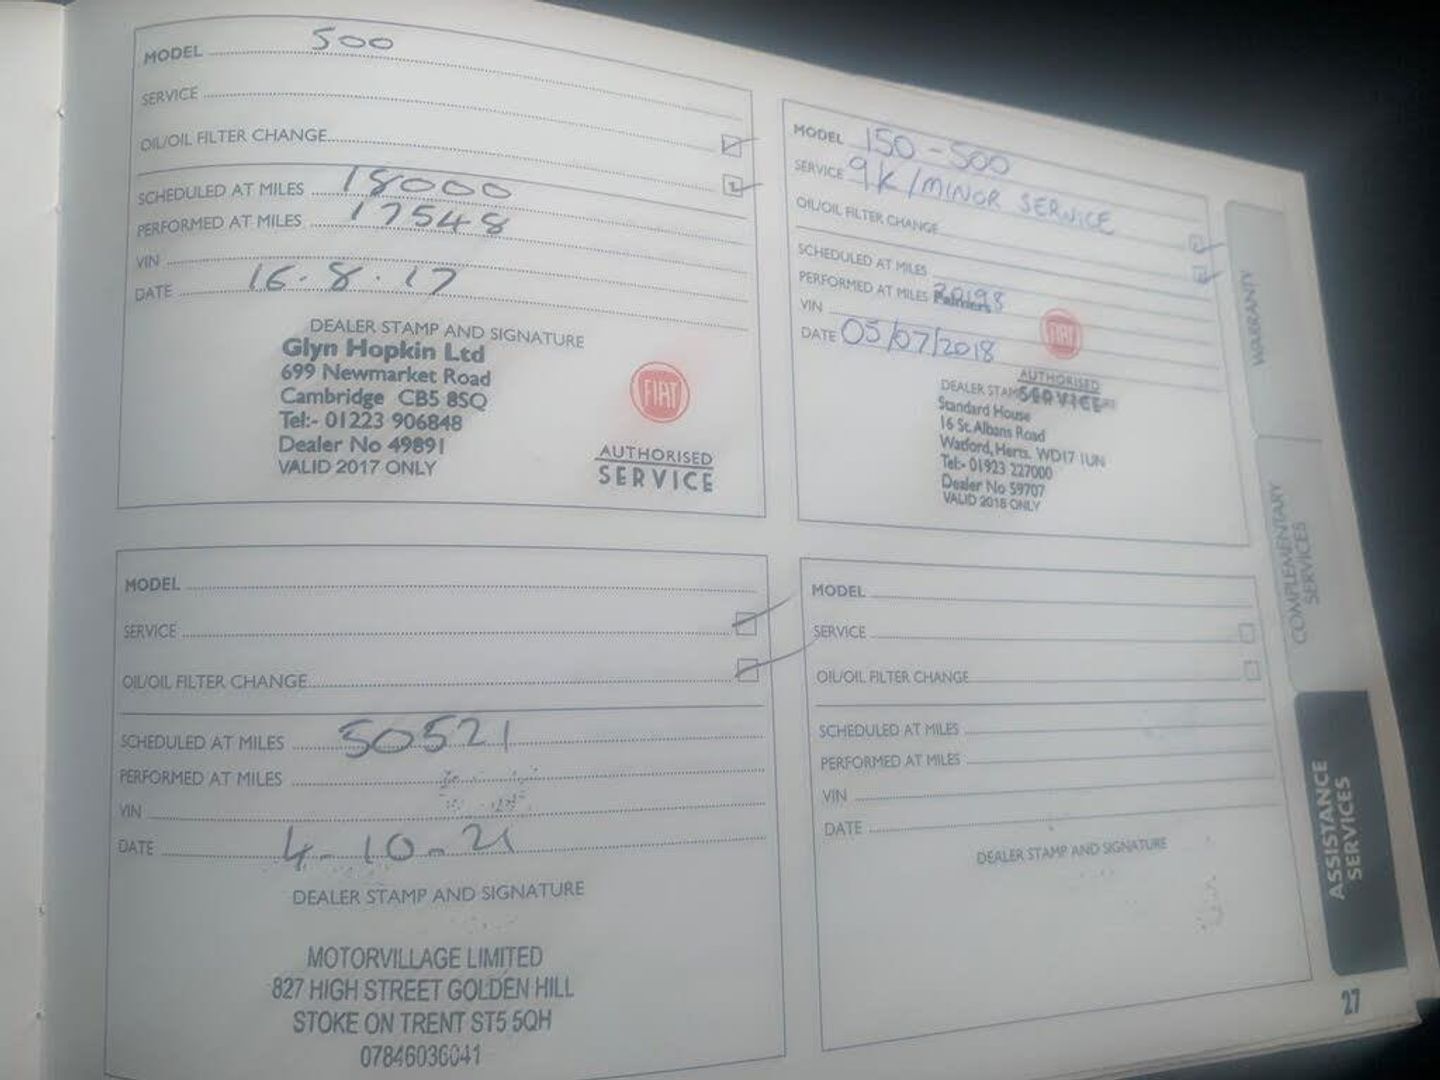 MODEL 500
SERVICE
OIL/OIL FILTER CHANGE
SCHEDULED AT MILES 18000
PERFORMED AT MILES 17548
VIN
DATE 16.8.17
DEALER STAMP AND SIGNATURE
Glyn Hopkin Ltd
699 Newmarket Road
Cambridge CB5 8SQ
Tel:- 01223 906848
Dealer No 49891
VALID 2017 ONLY
FIAT
AUTHORISED
SERVICE
MODEL 150-500
SERVICE 9K/MINOR SERVICE
OIL/OIL FILTER CHANGE
SCHEDULED AT MILES
PERFORMED AT MILES
VIN
DATE 05/07/2018
FIAT
AUTHORISED
SERVICE
DEALER
Standard House
16 St. Albans Road
Watford, Herts. WD17 1UN
Tel:- 01923 227000
Dealer No 59707
VALID 2018 ONLY
MODEL
SERVICE
OIL/OIL FILTER CHANGE
SCHEDULED AT MILES 50521
PERFORMED AT MILES
VIN
DATE 4-10-21
DEALER STAMP AND SIGNATURE
MOTORVILLAGE LIMITED
827 HIGH STREET GOLDEN HILL
STOKE ON TRENT ST5 5QH
07846036041
MODEL
SERVICE
OIL/OIL FILTER CHANGE
SCHEDULED AT MILES
PERFORMED AT MILES
VIN
DATE
DEALER STAMP AND SIGNATURE
WARRANTY
COMPLEMENTARY
SERVICES
ASSISTANCE
SERVICES
27